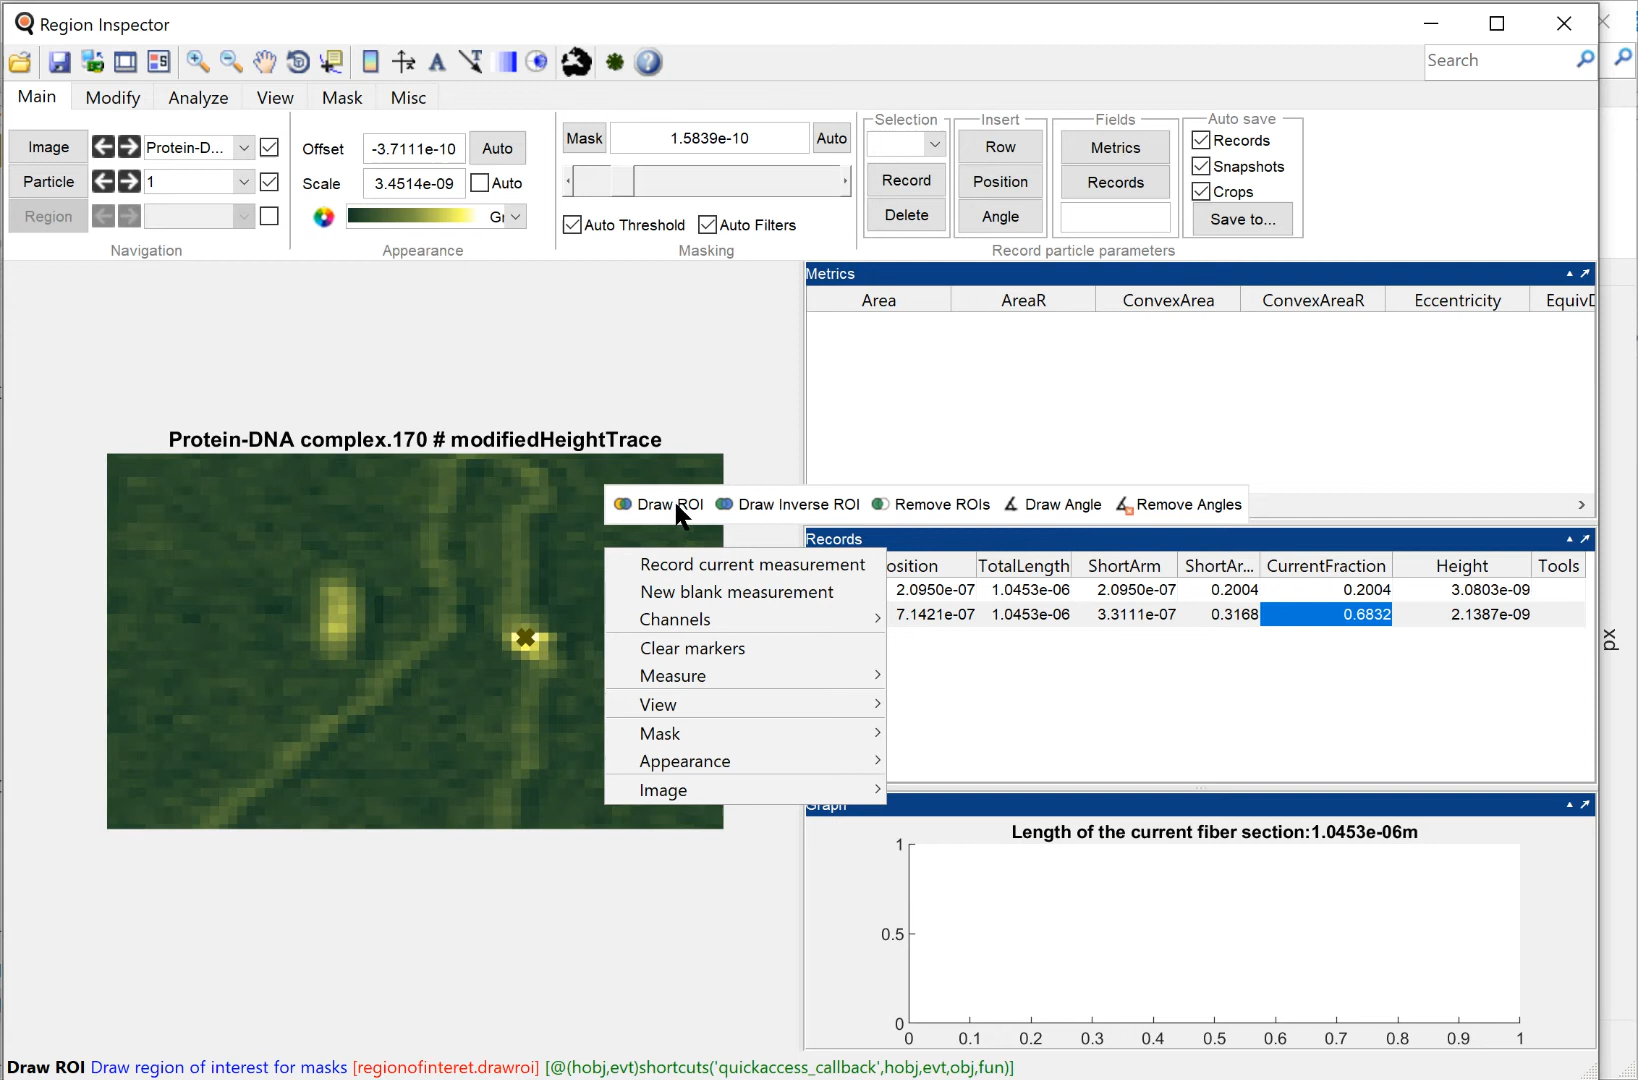 Region Inspector
Search
Main Modify Analyze View Mask Misc
Image Protein-D...
Particle 1
Region
Navigation
Offset -3.7111e-10 Auto
Scale 3.4514e-09 Auto
Appearance
Mask 1.5839e-10 Auto
Auto Threshold Auto Filters
Masking
Selection
Record
Delete
Insert
Row
Position
Angle
Fields
Metrics
Records
Auto save
Records
Snapshots
Crops
Save to...
Record particle parameters
Metrics
Area AreaR ConvexArea ConvexAreaR Eccentricity EquivD
Protein-DNA complex.170 # modifiedHeightTrace
Draw ROI Draw Inverse ROI Remove ROIs Draw Angle Remove Angles
Record current measurement
New blank measurement
Channels
Clear markers
Measure
View
Mask
Appearance
Image
Records
osition TotalLength ShortArm ShortAr... CurrentFraction Height Tools
2.0950e-07 1.0453e-06 2.0950e-07 0.2004 0.2004 3.0803e-09
7.1421e-07 1.0453e-06 3.3111e-07 0.3168 0.6832 2.1387e-09
px
Graph
Length of the current fiber section:1.0453e-06m
1
0.5
0
0 0.1 0.2 0.3 0.4 0.5 0.6 0.7 0.8 0.9 1
Draw ROI Draw region of interest for masks [regionofinteret.drawroi] [@(hobj,evt)shortcuts('quickaccess_callback',hobj,evt,obj,fun)]